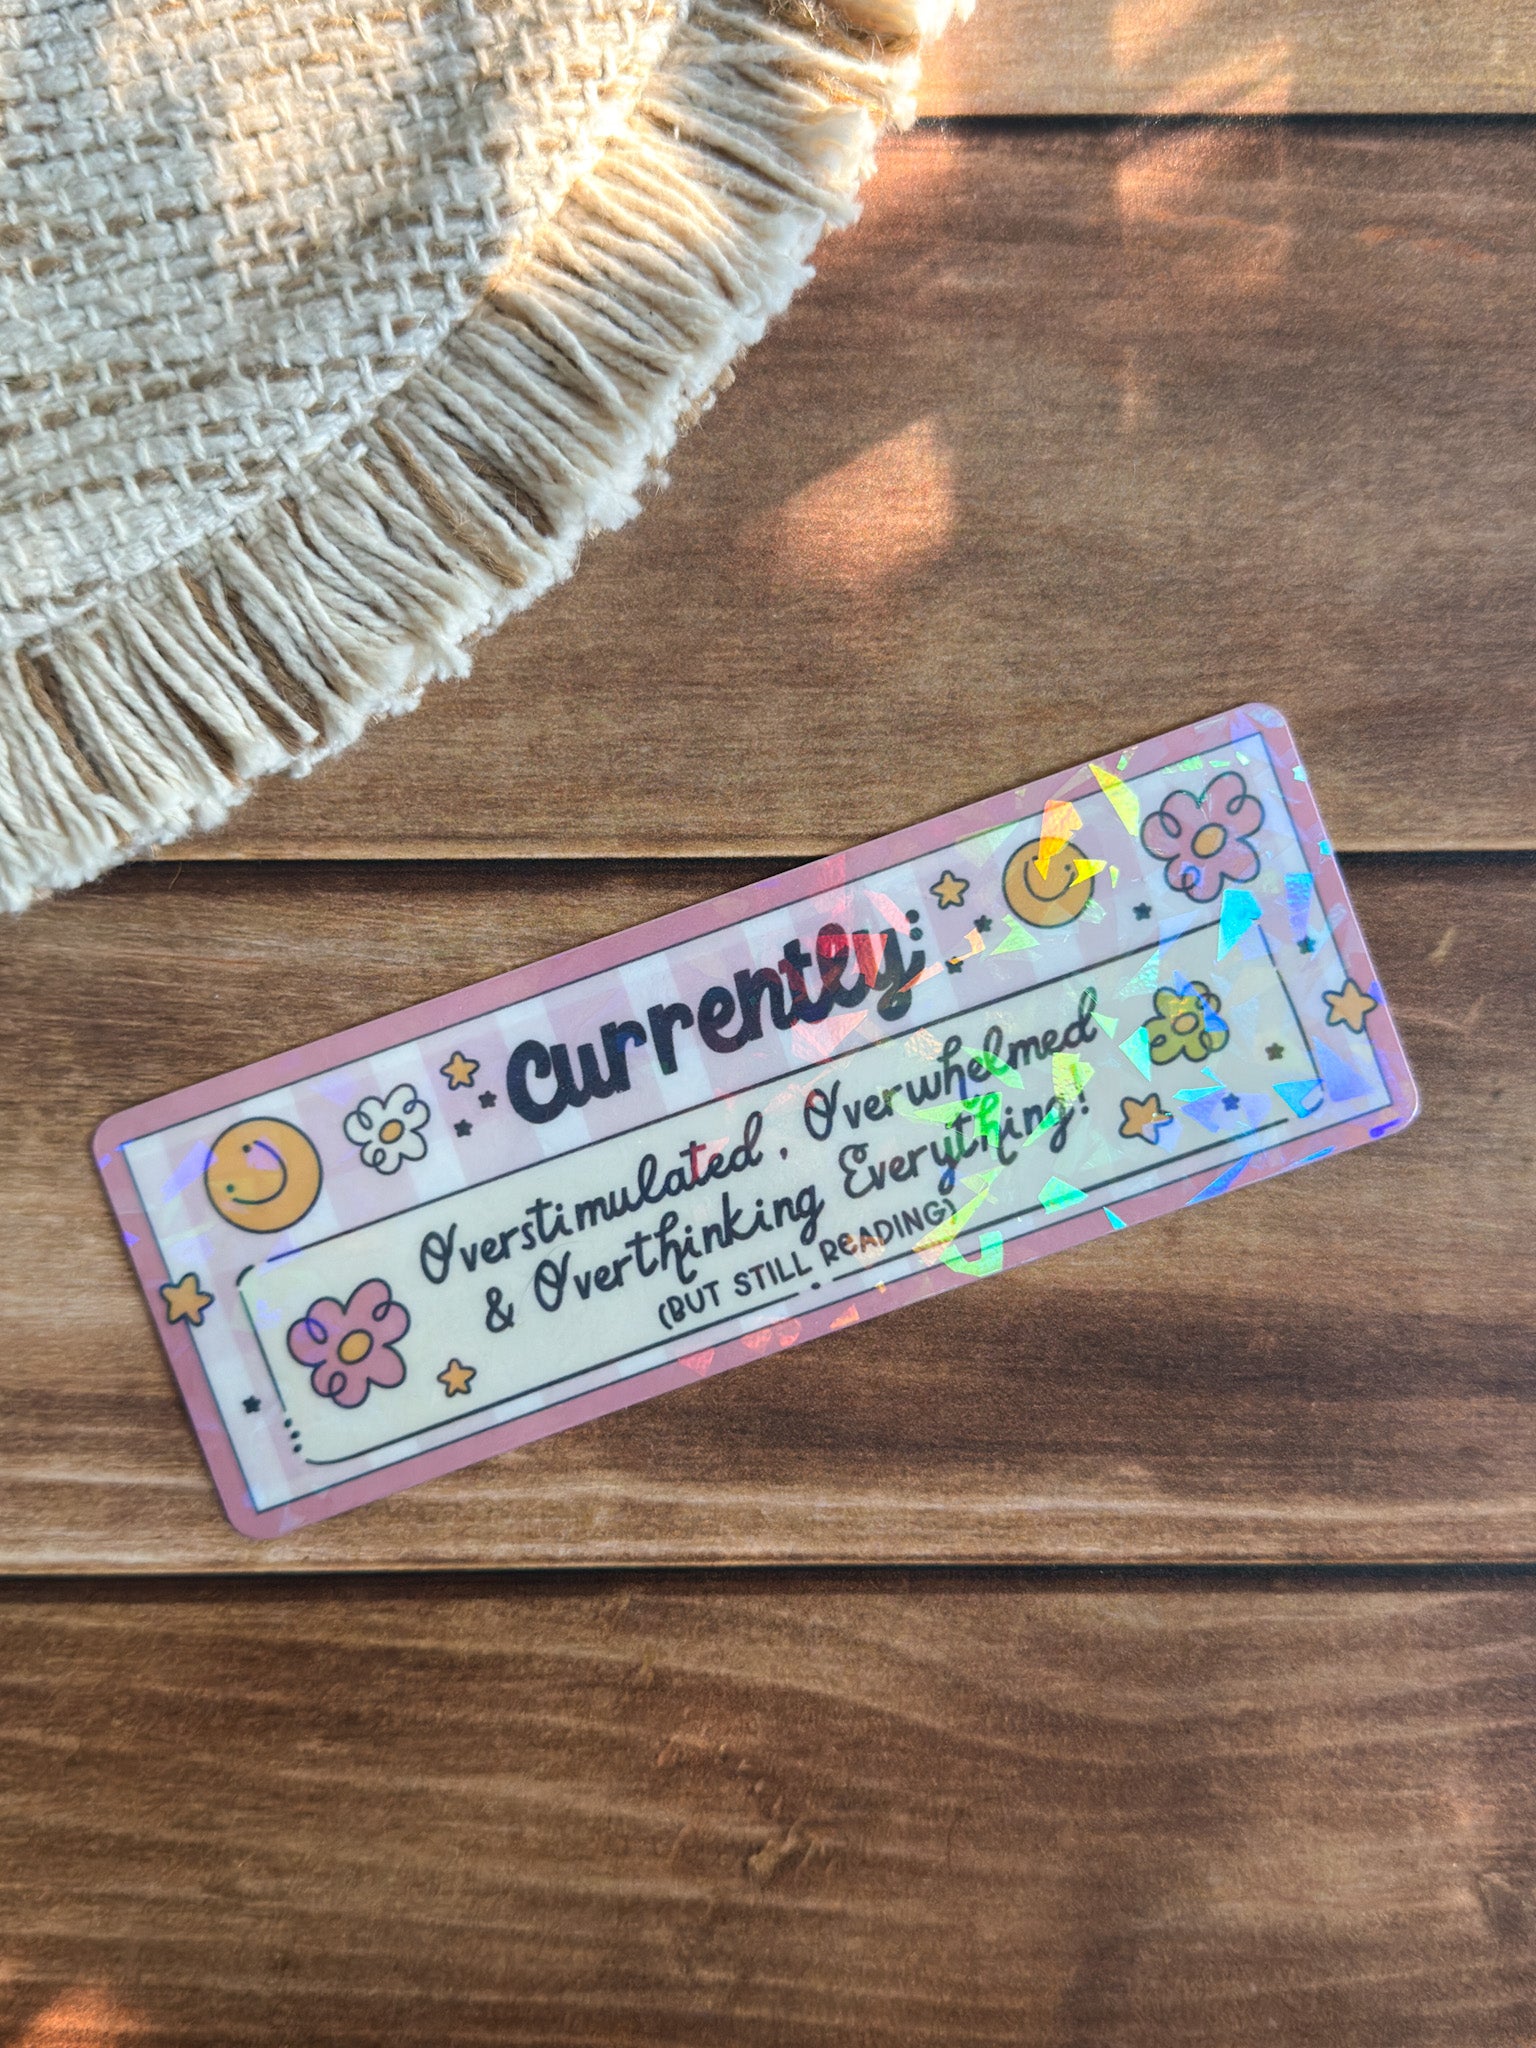 Currently:
Overstimulated, Overwhelmed
& Overthinking Everything!
(BUT STILL READING)